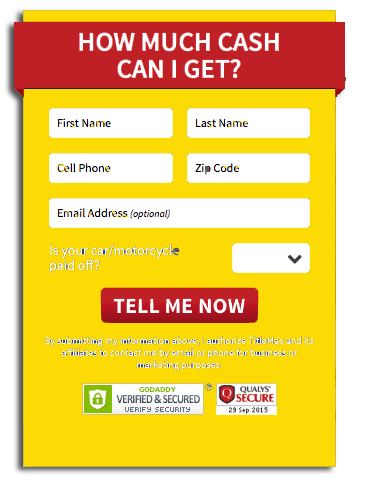 HOW MUCH CASH
CAN I GET?
First Name
Last Name
Cell Phone
Zip Code
Email Address (optional)
Is your car/motorcycle
paid off?
TELL ME NOW
By submitting my information above, I authorize TitleMax and its
affiliates to contact me by email or phone for business or
marketing purposes.
GODADDY
VERIFIED & SECURED
VERIFY SECURITY
QUALYS'
SECURE
29 Sep 2015